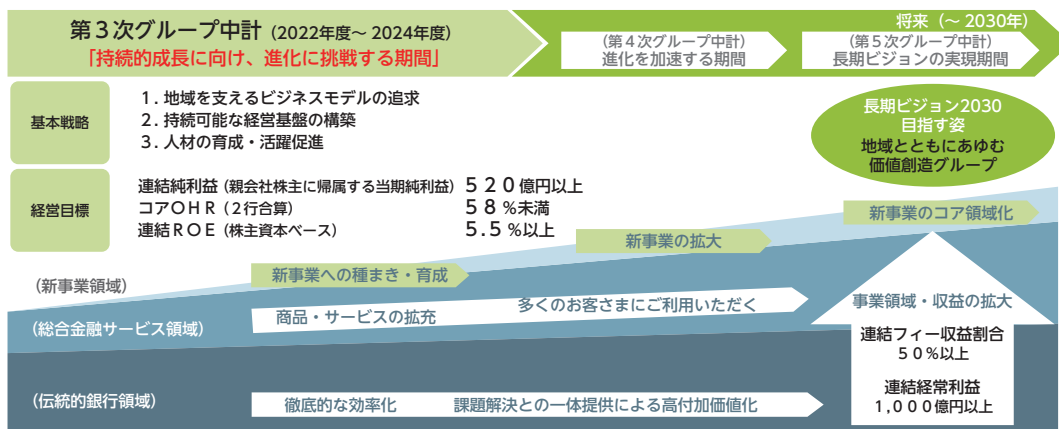 第３次グループ中計（2022年度～2024年度）
「持続的成長に向け、進化に挑戦する期間」
将来（～2030年）
（第４次グループ中計）
進化を加速する期間
（第５次グループ中計）
長期ビジョンの実現期間
基本戦略
１. 地域を支えるビジネスモデルの追求
２. 持続可能な経営基盤の構築
３. 人材の育成・活躍促進
長期ビジョン2030
目指す姿
地域とともにあゆむ
価値創造グループ
経営目標
連結純利益（親会社株主に帰属する当期純利益）５２０億円以上
コアＯＨＲ（２行合算） ５８％未満
連結ＲＯＥ（株主資本ベース） ５.５％以上
新事業のコア領域化
新事業の拡大
新事業への種まき・育成
（新事業領域）
多くのお客さまにご利用いただく
商品・サービスの拡充
事業領域・収益の拡大
（総合金融サービス領域）
連結フィー収益割合
５０％以上
連結経常利益
１,０００億円以上
（伝統的銀行領域）
徹底的な効率化
課題解決との一体提供による高付加価値化